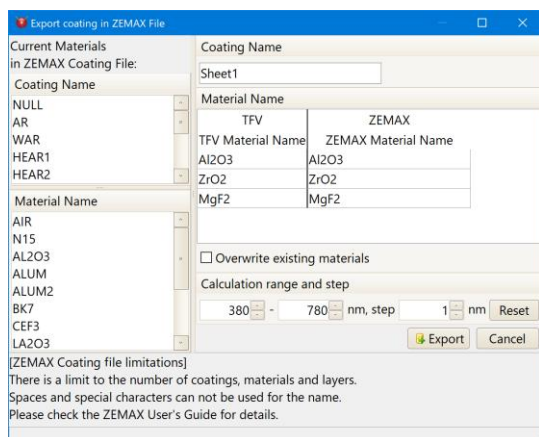 Export coating in ZEMAX File
Current Materials
in ZEMAX Coating File:
Coating Name
NULL
AR
WAR
HEAR1
HEAR2
Material Name
AIR
N15
AL2O3
ALUM
ALUM2
BK7
CEF3
LA2O3
Coating Name
Sheet1
Material Name
TFV ZEMAX
TFV Material Name ZEMAX Material Name
Al2O3 Al2O3
ZrO2 ZrO2
MgF2 MgF2
Overwrite existing materials
Calculation range and step
380 - 780 nm, step 1 nm Reset
Export Cancel
[ZEMAX Coating file limitations]
There is a limit to the number of coatings, materials and layers.
Spaces and special characters can not be used for the name.
Please check the ZEMAX User's Guide for details.